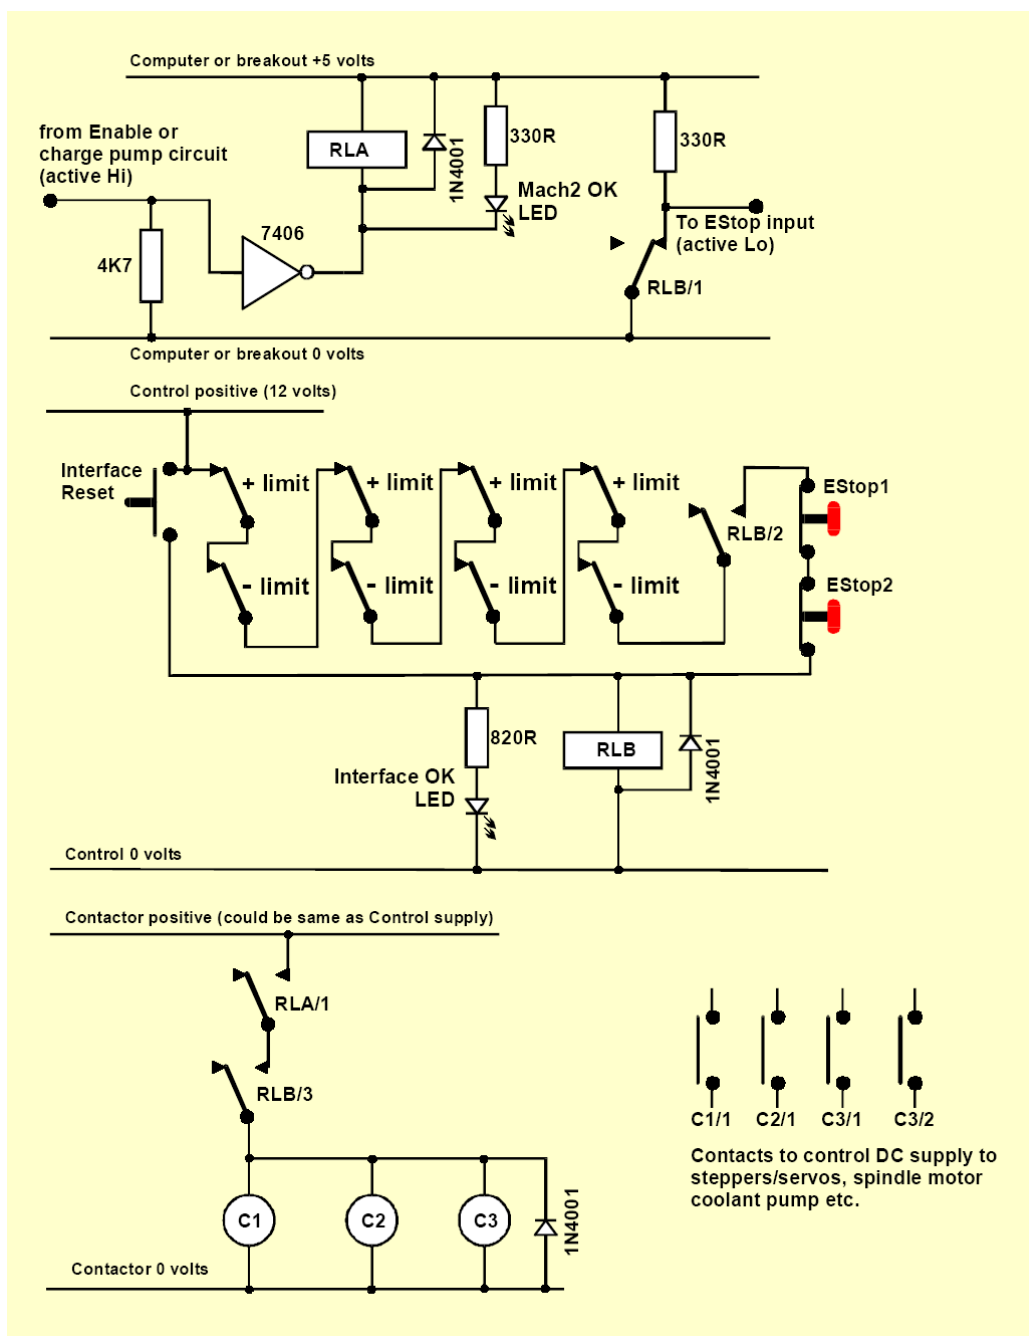 Computer or breakout +5 volts
from Enable or
charge pump circuit
(active Hi)
RLA
1N4001
330R
330R
Mach2 OK
LED
To EStop input
(active Lo)
7406
4K7
RLB/1
Computer or breakout 0 volts
Control positive (12 volts)
Interface
Reset
+ limit
+ limit
+ limit
+ limit
EStop1
RLB/2
- limit
- limit
- limit
- limit
EStop2
820R
RLB
1N4001
Interface OK
LED
Control 0 volts
Contactor positive (could be same as Control supply)
RLA/1
RLB/3
C1/1
C2/1
C3/1
C3/2
Contacts to control DC supply to
steppers/servos, spindle motor
coolant pump etc.
C1
C2
C3
1N4001
Contactor 0 volts